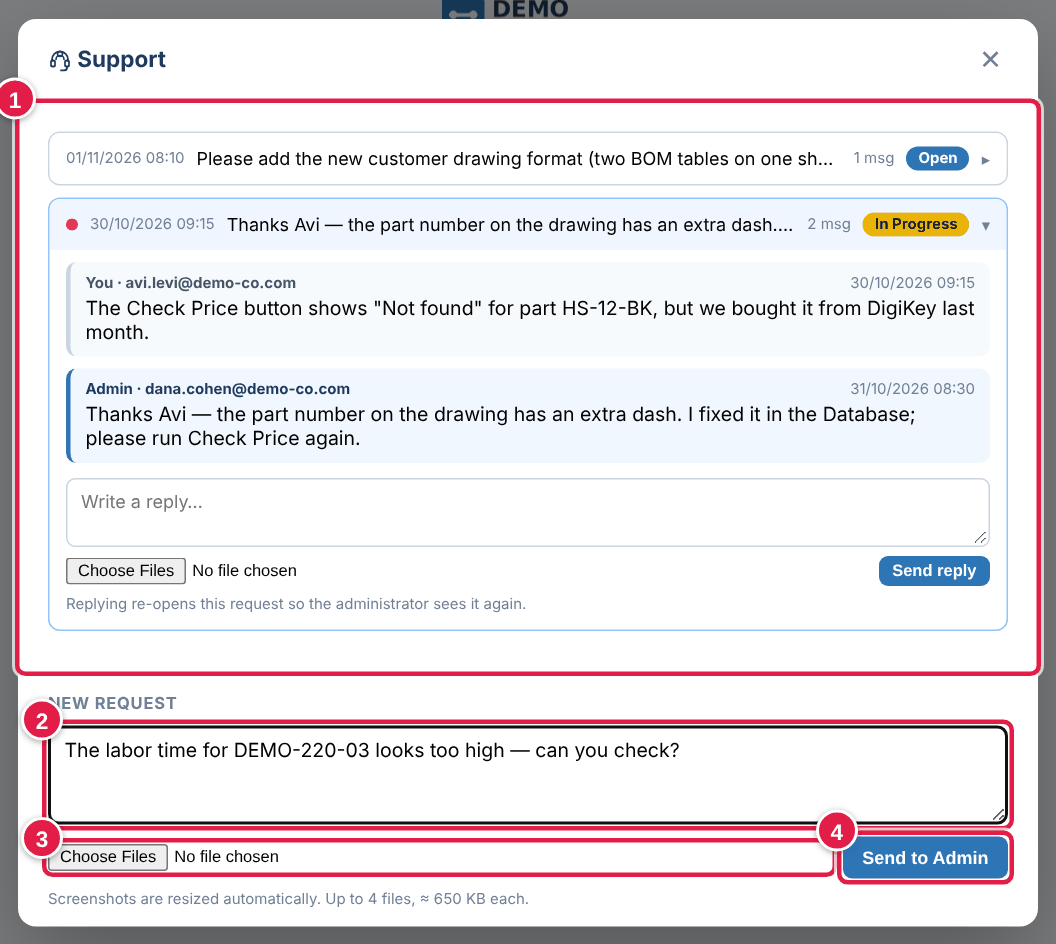 DEMO
Support
1
01/11/2026 08:10 Please add the new customer drawing format (two BOM tables on one sh... 1 msg Open
30/10/2026 09:15 Thanks Avi — the part number on the drawing has an extra dash.... 2 msg In Progress
You · avi.levi@demo-co.com 30/10/2026 09:15
The Check Price button shows "Not found" for part HS-12-BK, but we bought it from DigiKey last
month.
Admin · dana.cohen@demo-co.com 31/10/2026 08:30
Thanks Avi — the part number on the drawing has an extra dash. I fixed it in the Database;
please run Check Price again.
Write a reply...
Choose Files No file chosen Send reply
Replying re-opens this request so the administrator sees it again.
NEW REQUEST
2
The labor time for DEMO-220-03 looks too high — can you check?
3
4
Choose Files No file chosen Send to Admin
Screenshots are resized automatically. Up to 4 files, ≈ 650 KB each.